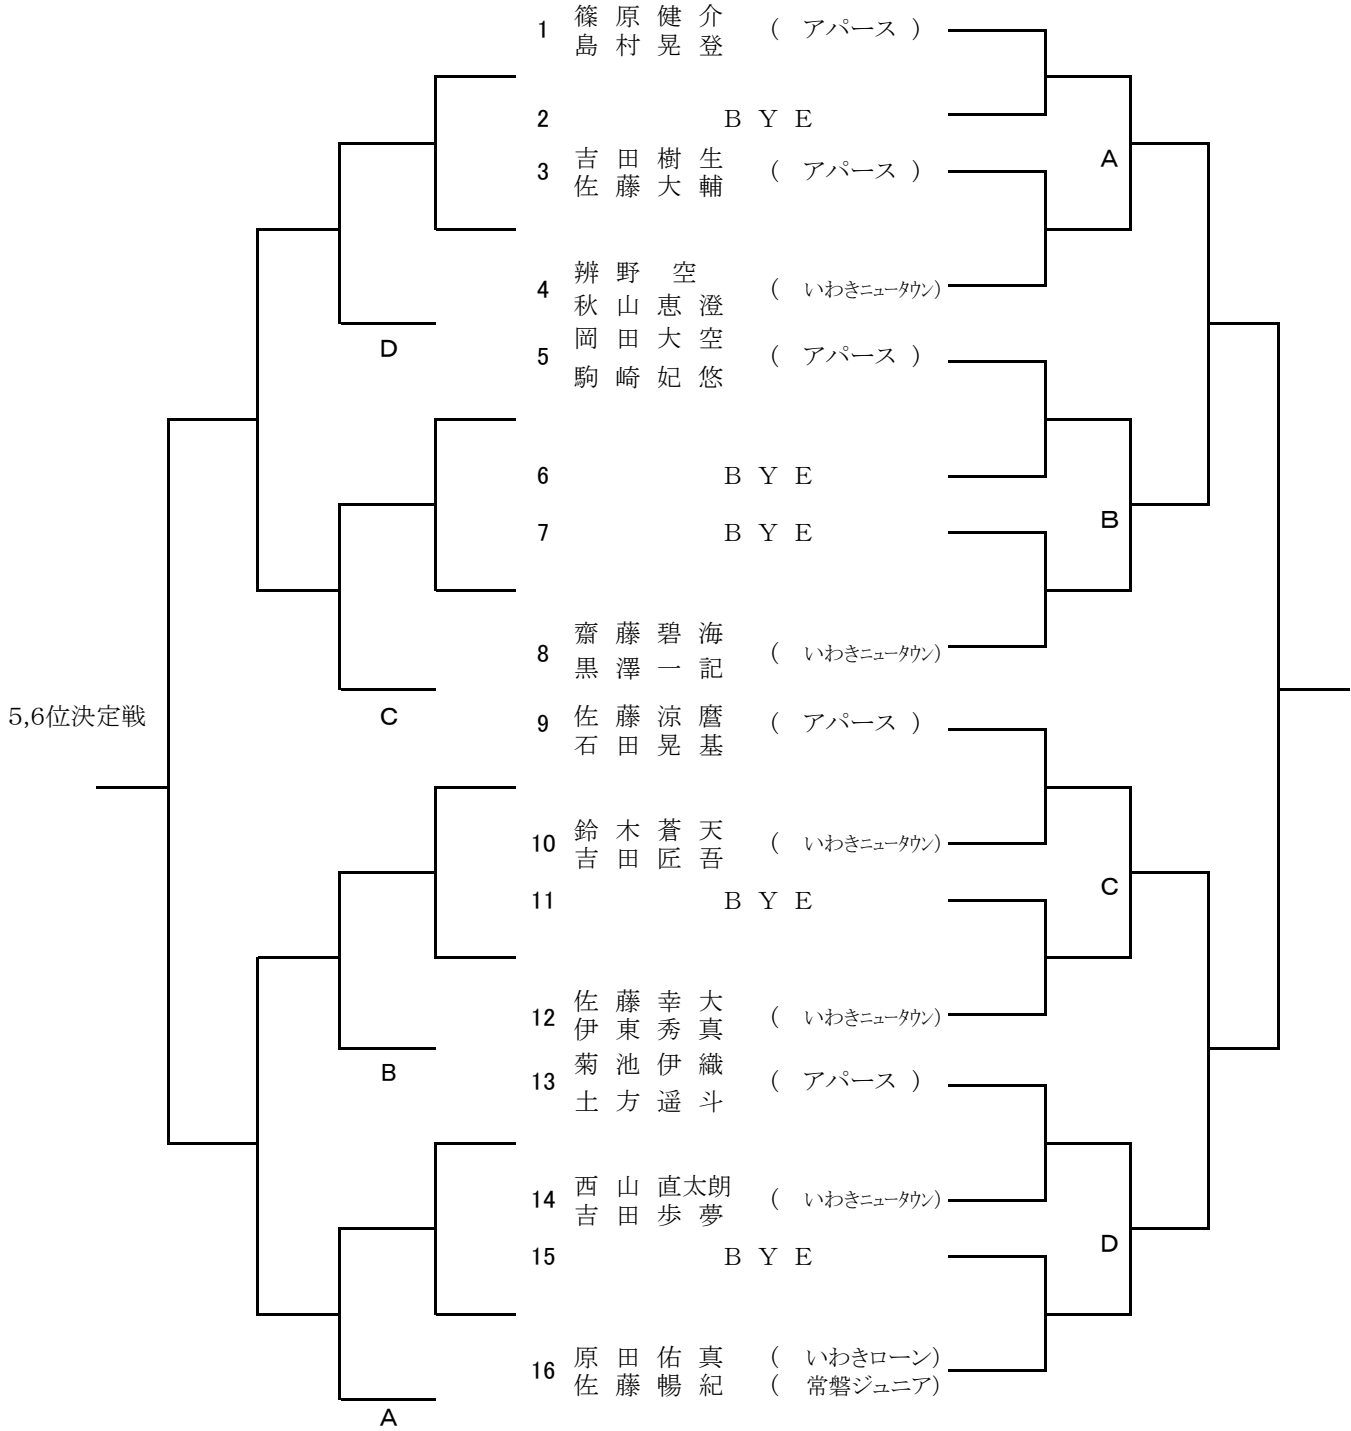 1 篠原健介 ( アパース )
島村晃登
2 BYE
A
3 吉田樹生 ( アパース )
佐藤大輔
4 辨野 空 ( いわきニュータウン)
秋山恵澄
D
5 岡田大空 ( アパース )
駒崎妃悠
6 BYE
B
7 BYE
8 齋藤碧海 ( いわきニュータウン)
黒澤一記
5,6位決定戦
C
9 佐藤涼麿 ( アパース )
石田晃基
10 鈴木蒼天 ( いわきニュータウン)
吉田匠吾
C
11 BYE
12 佐藤幸大 ( いわきニュータウン)
伊東秀真
B
13 菊池伊織 ( アパース )
土方遥斗
14 西山直太朗 ( いわきニュータウン)
吉田歩夢
D
15 BYE
16 原田佑真 ( いわきローン)
佐藤暢紀 ( 常磐ジュニア)
A